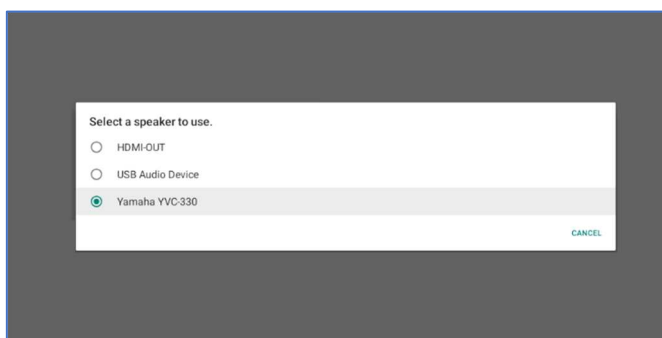 Select a speaker to use.
HDMI-OUT
USB Audio Device
Yamaha YVC-330
CANCEL